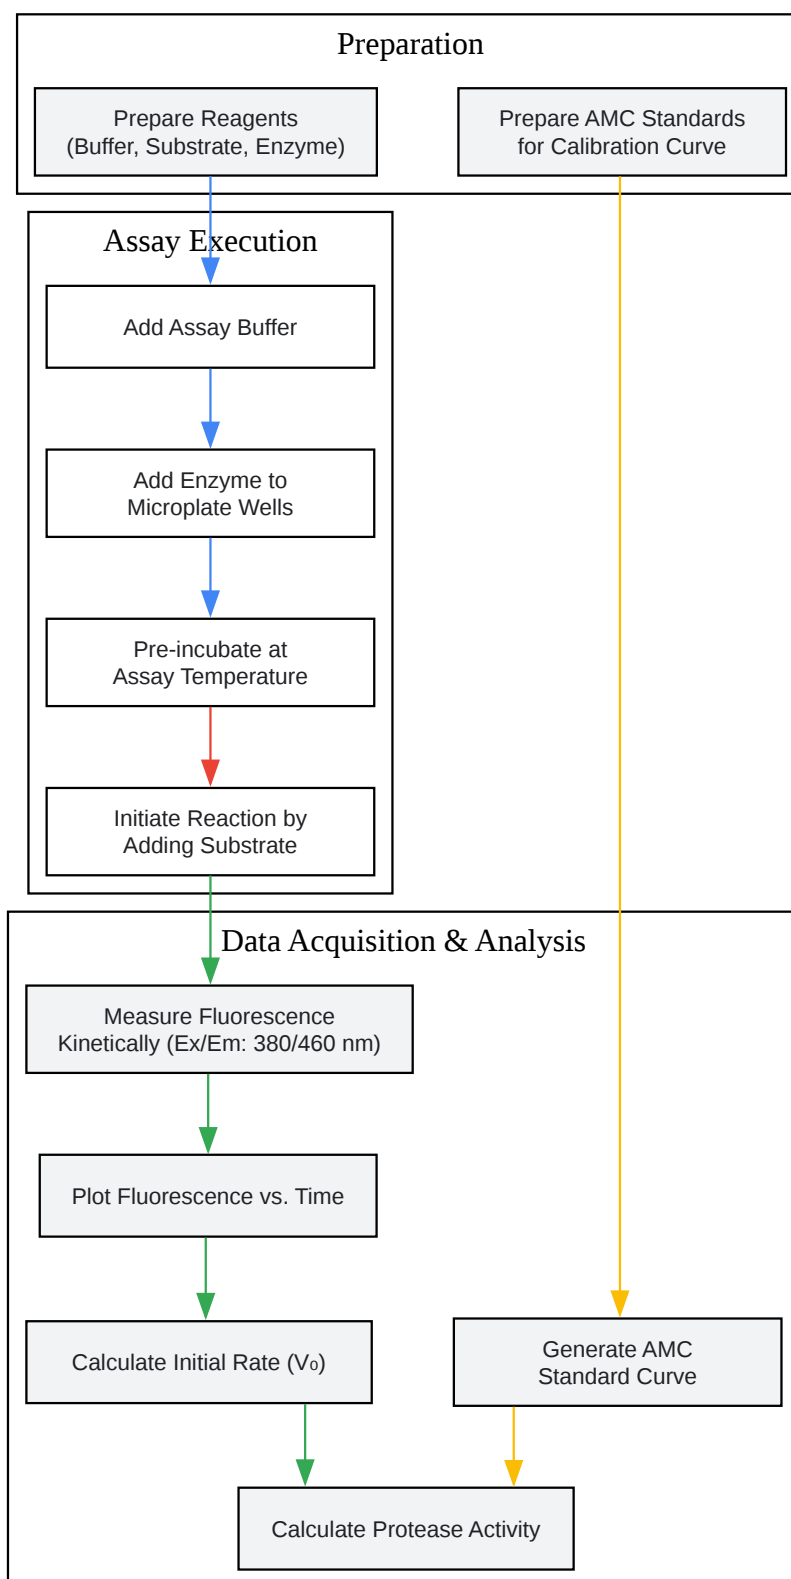 Preparation
Prepare Reagents
(Buffer, Substrate, Enzyme)
Prepare AMC Standards
for Calibration Curve
Assay Execution
Add Assay Buffer
Add Enzyme to
Microplate Wells
Pre-incubate at
Assay Temperature
Initiate Reaction by
Adding Substrate
Data Acquisition & Analysis
Measure Fluorescence
Kinetically (Ex/Em: 380/460 nm)
Plot Fluorescence vs. Time
Calculate Initial Rate (V₀)
Generate AMC
Standard Curve
Calculate Protease Activity